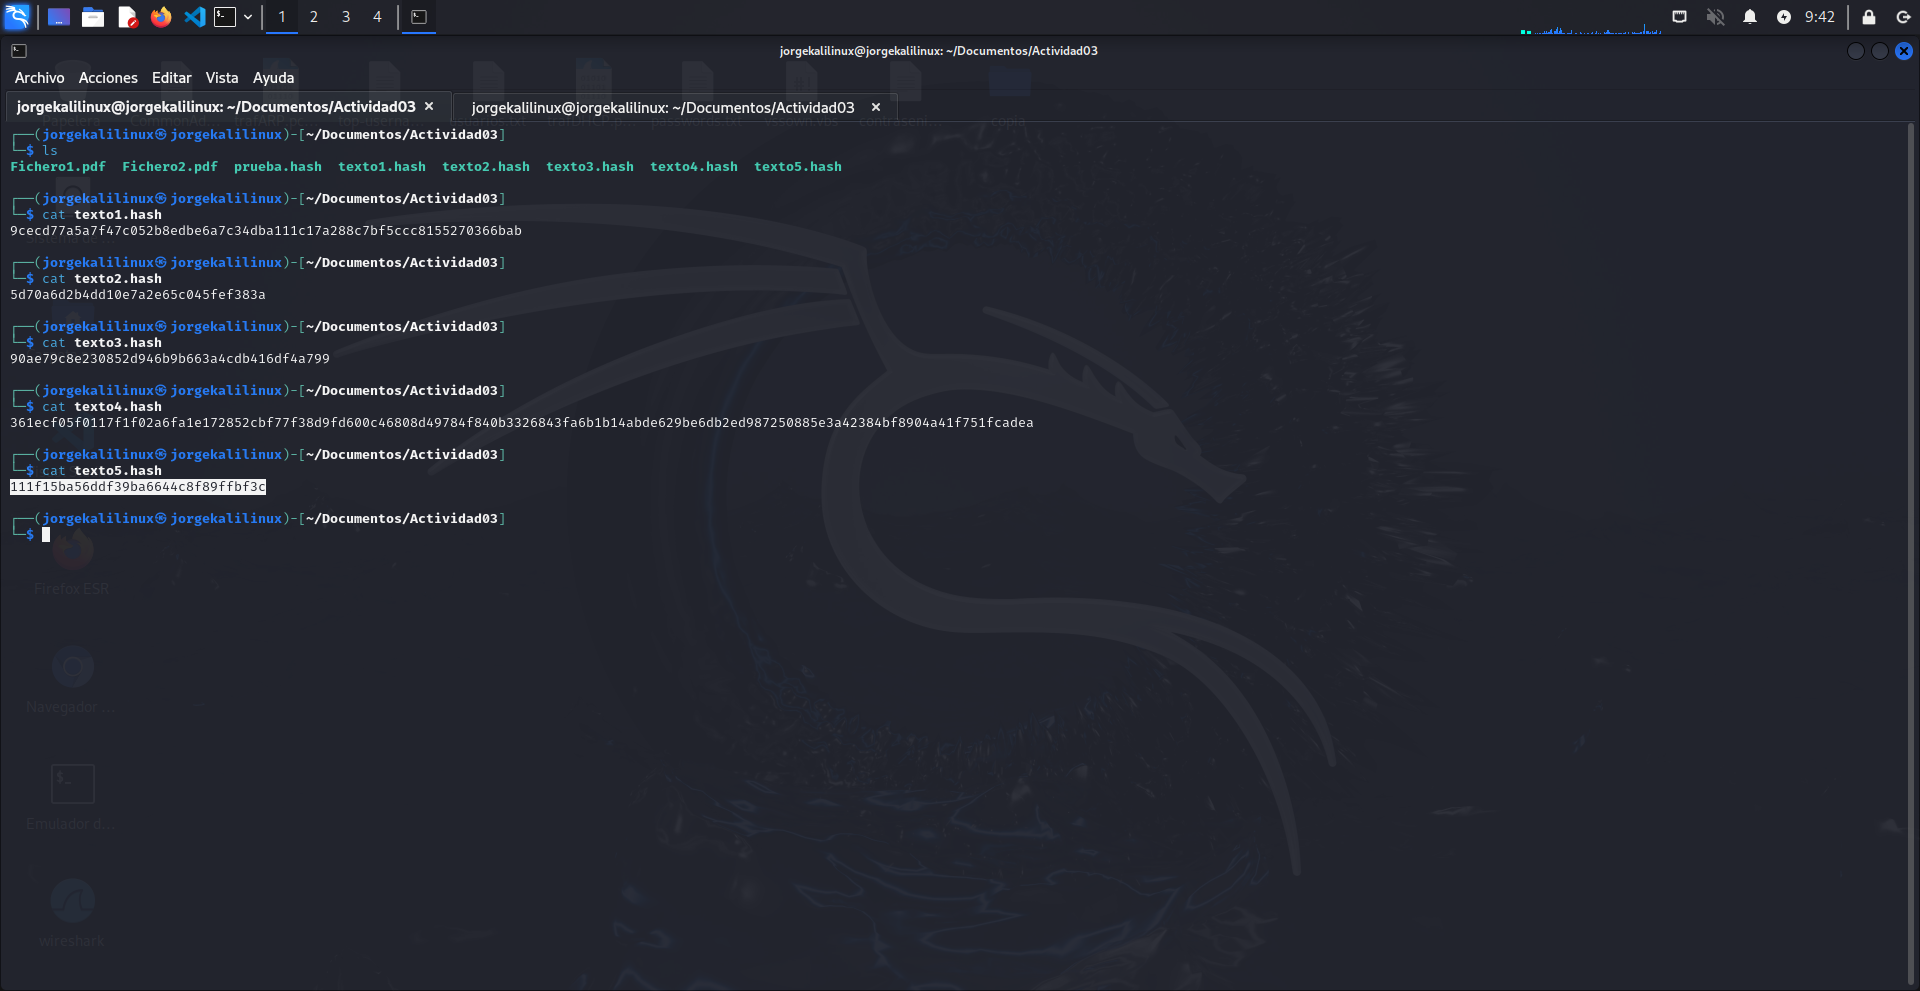 1 2 3 4 9:42
jorgekalilinux@jorgekalilinux: ~/Documentos/Actividad03
Archivo Acciones Editar Vista Ayuda
jorgekalilinux@jorgekalilinux: ~/Documentos/Actividad03 × jorgekalilinux@jorgekalilinux: ~/Documentos/Actividad03 ×
┌──(jorgekalilinux㉿jorgekalilinux)-[~/Documentos/Actividad03]
└─$ ls
Fichero1.pdf Fichero2.pdf prueba.hash texto1.hash texto2.hash texto3.hash texto4.hash texto5.hash
┌──(jorgekalilinux㉿jorgekalilinux)-[~/Documentos/Actividad03]
└─$ cat texto1.hash
9cecd77a5a7f47c052b8edbe6a7c34dba111c17a288c7bf5ccc8155270366bab
┌──(jorgekalilinux㉿jorgekalilinux)-[~/Documentos/Actividad03]
└─$ cat texto2.hash
5d70a6d2b4dd10e7a2e65c045fef383a
┌──(jorgekalilinux㉿jorgekalilinux)-[~/Documentos/Actividad03]
└─$ cat texto3.hash
90ae79c8e230852d946b9b663a4cdb416df4a799
┌──(jorgekalilinux㉿jorgekalilinux)-[~/Documentos/Actividad03]
└─$ cat texto4.hash
361ecf05f0117f1f02a6fa1e172852cbf77f38d9fd600c46808d49784f840b3326843fa6b1b14abde629be6db2ed987250885e3a42384bf8904a41f751fcadea
┌──(jorgekalilinux㉿jorgekalilinux)-[~/Documentos/Actividad03]
└─$ cat texto5.hash
111f15ba56ddf39ba6644c8f89ffbf3c
┌──(jorgekalilinux㉿jorgekalilinux)-[~/Documentos/Actividad03]
└─$
Firefox ESR
Navegador ...
Emulador d...
wireshark